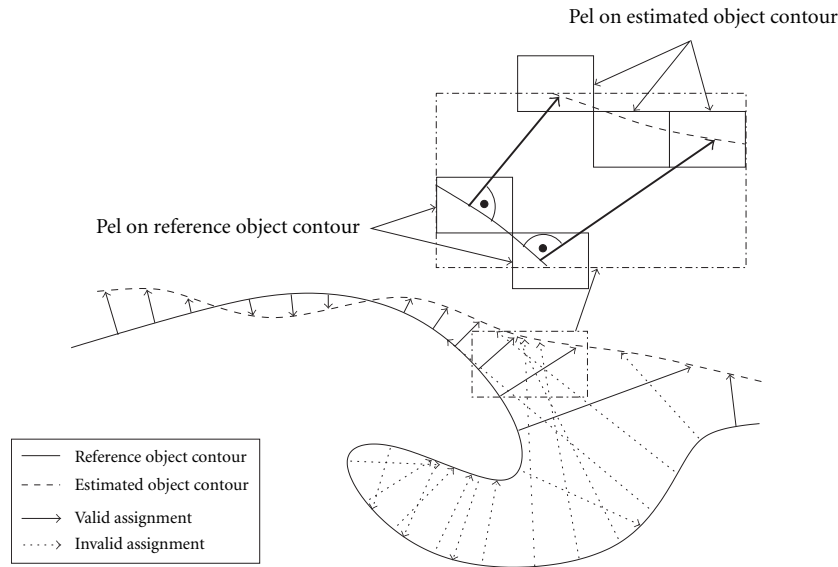 Pel on estimated object contour
Pel on reference object contour
Reference object contour
Estimated object contour
Valid assignment
Invalid assignment